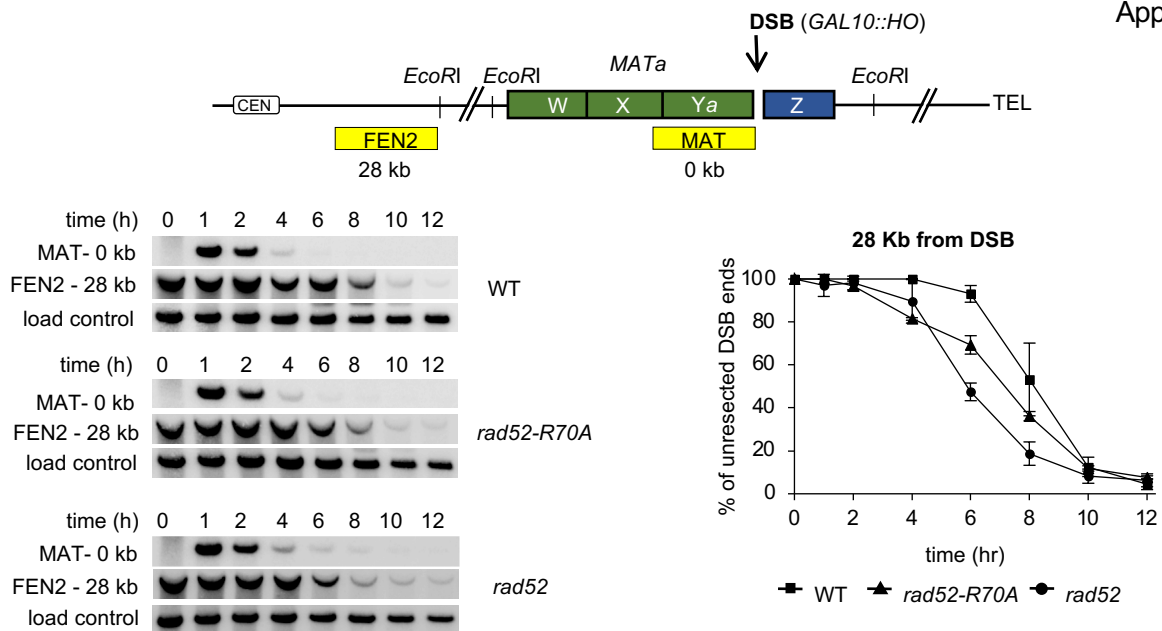 App
DSB (GAL10::HO)
MATa
EcoRI EcoRI EcoRI
CEN W X Ya Z TEL
FEN2 MAT
28 kb 0 kb
time (h) 0 1 2 4 6 8 10 12
MAT- 0 kb
FEN2 - 28 kb
load control
WT
time (h) 0 1 2 4 6 8 10 12
MAT- 0 kb
FEN2 - 28 kb
load control
rad52-R70A
time (h) 0 1 2 4 6 8 10 12
MAT- 0 kb
FEN2 - 28 kb
load control
rad52
28 Kb from DSB
% of unresected DSB ends
100
80
60
40
20
0
0 2 4 6 8 10 12
time (hr)
WT rad52-R70A rad52